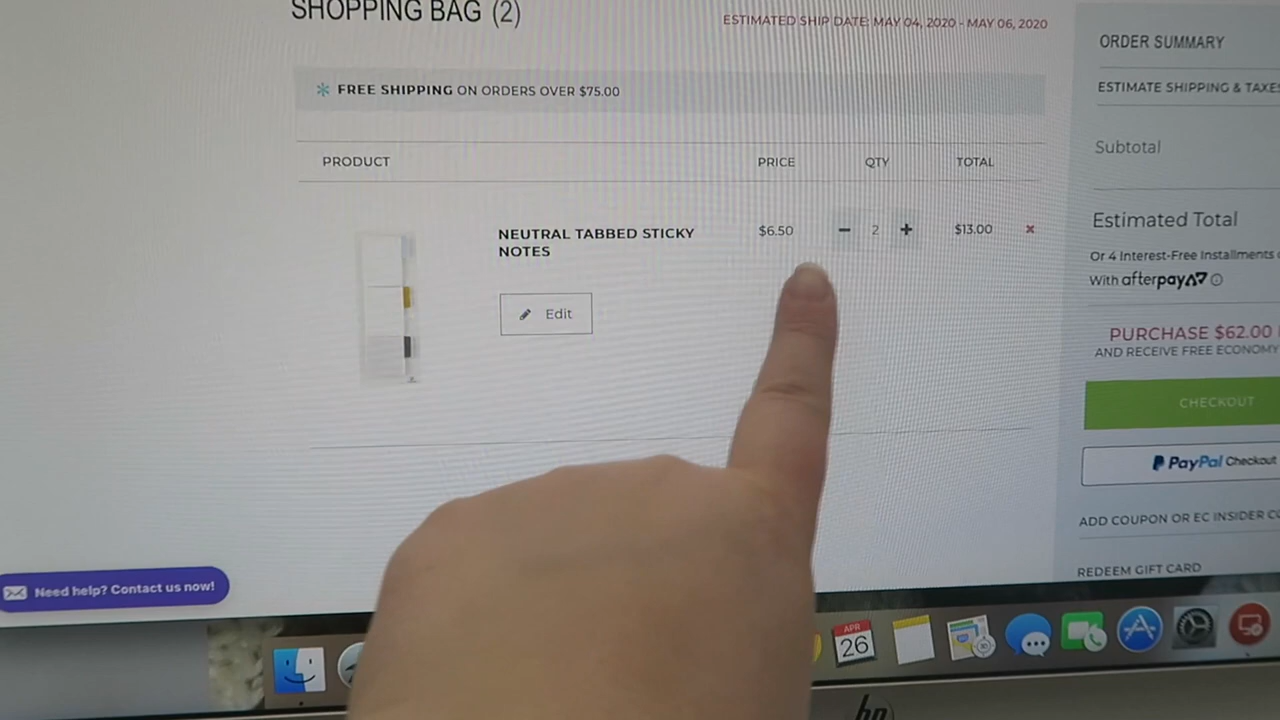 SHOPPING BAG (2)
ESTIMATED SHIP DATE: MAY 04, 2020 - MAY 06, 2020
FREE SHIPPING ON ORDERS OVER $75.00
PRODUCT PRICE QTY TOTAL
NEUTRAL TABBED STICKY
NOTES
$6.50 − 2 + $13.00 ×
Edit
ORDER SUMMARY
ESTIMATE SHIPPING & TAXES
Subtotal
Estimated Total
Or 4 Interest-Free Installments
With afterpay
PURCHASE $62.00
AND RECEIVE FREE ECONOMY
CHECKOUT
PayPal Checkout
ADD COUPON OR EC INSIDER
REDEEM GIFT CARD
Need help? Contact us now!
APR
26
hp